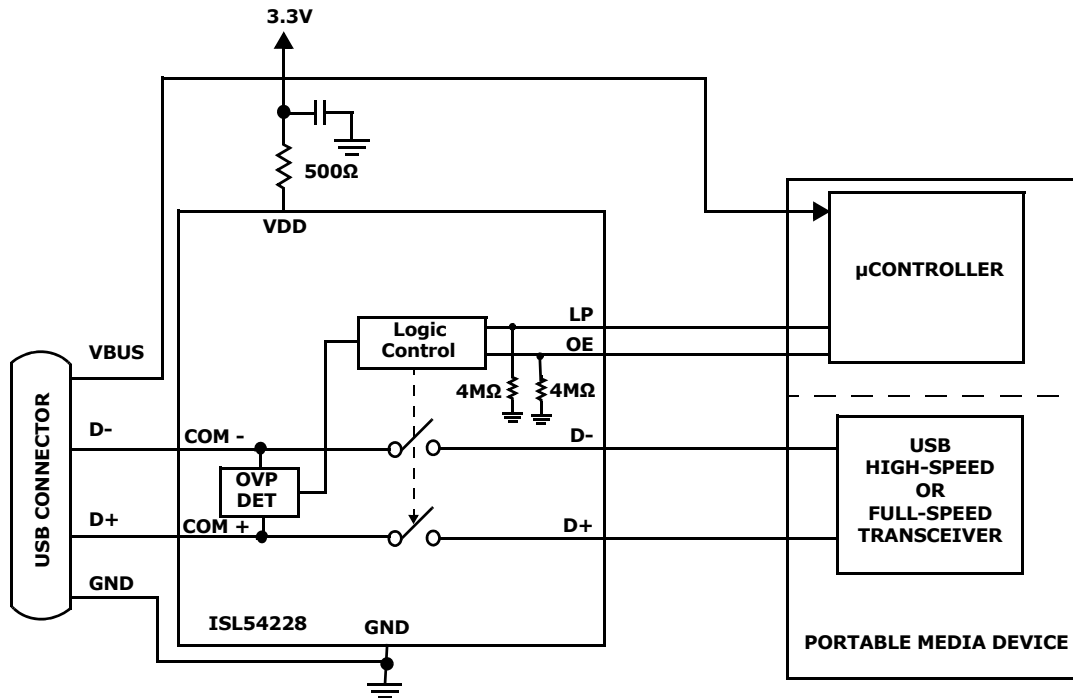 3.3V
500Ω
VDD
µCONTROLLER
LP
Logic
Control
OE
VBUS
4MΩ
4MΩ
D-
COM -
D-
USB CONNECTOR
OVP
DET
USB
HIGH-SPEED
OR
FULL-SPEED
TRANSCEIVER
D+
COM +
D+
GND
ISL54228
GND
PORTABLE MEDIA DEVICE